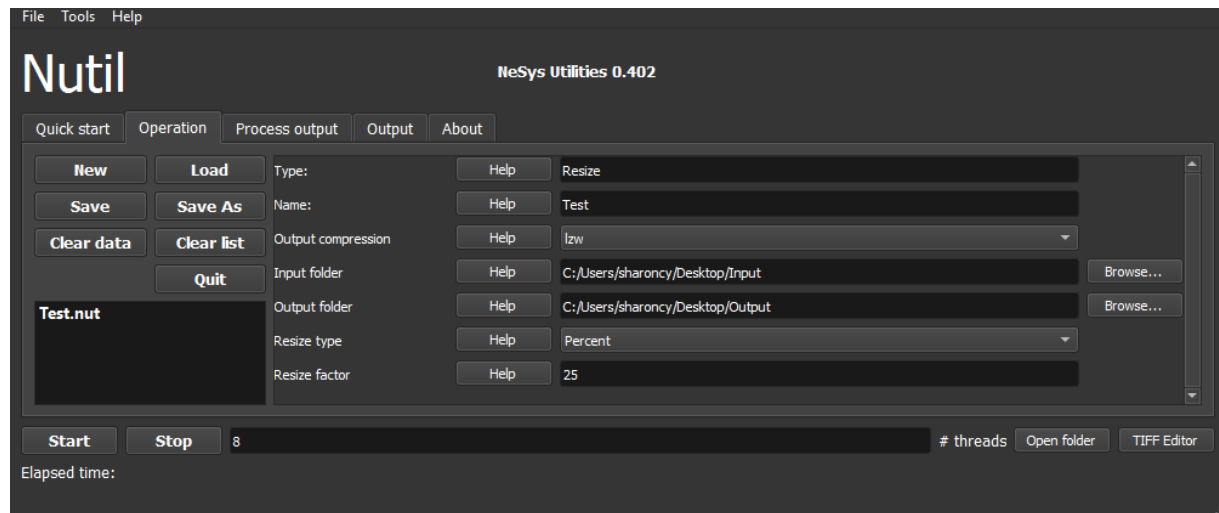 File Tools Help
Nutil
NeSys Utilities 0.402
Quick start Operation Process output Output About
New Load
Save Save As
Clear data Clear list
Quit
Test.nut
Type: Help Resize
Name: Help Test
Output compression Help lzw
Input folder Help C:/Users/sharoncy/Desktop/Input Browse...
Output folder Help C:/Users/sharoncy/Desktop/Output Browse...
Resize type Help Percent
Resize factor Help 25
Start Stop 8 # threads Open folder TIFF Editor
Elapsed time: